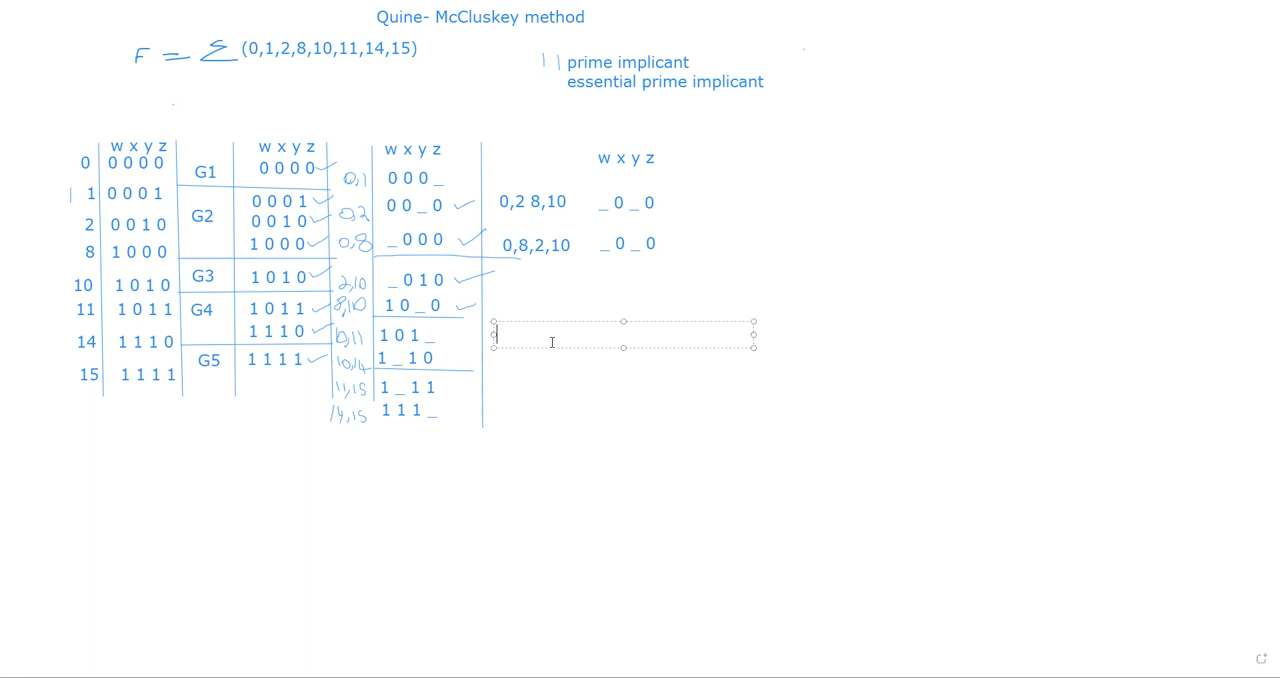 Quine- McCluskey method
F = Σ (0,1,2,8,10,11,14,15)
prime implicant
essential prime implicant
w x y z
0 0 0 0 0
1 0 0 0 1
2 0 0 1 0
8 1 0 0 0
10 1 0 1 0
11 1 0 1 1
14 1 1 1 0
15 1 1 1 1
w x y z
G1 0 0 0 0 ✓
G2 0 0 0 1 ✓
0 0 1 0 ✓
1 0 0 0 ✓
G3 1 0 1 0 ✓
G4 1 0 1 1 ✓
1 1 1 0 ✓
G5 1 1 1 1 ✓
w x y z
0,1 0 0 0 _
0,2 0 0 _ 0 ✓
0,8 _ 0 0 0 ✓
2,10 _ 0 1 0 ✓
8,10 1 0 _ 0 ✓
10,11 1 0 1 _
10,14 1 _ 1 0
11,15 1 _ 1 1
14,15 1 1 1 _
w x y z
0,2 8,10 _ 0 _ 0
0,8,2,10 _ 0 _ 0